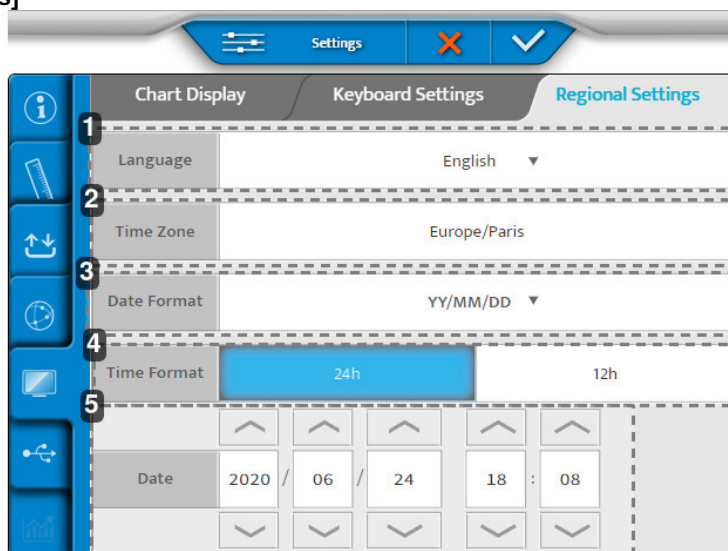 s]
Settings
Chart Display Keyboard Settings Regional Settings
1
Language English
2
Time Zone Europe/Paris
3
Date Format YY/MM/DD
4
Time Format 24h 12h
5
Date 2020 / 06 / 24 18 : 08